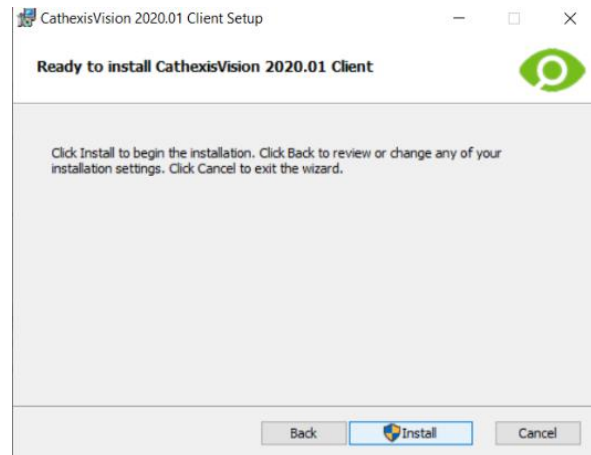 CathexisVision 2020.01 Client Setup
Ready to install CathexisVision 2020.01 Client
Click Install to begin the installation. Click Back to review or change any of your
installation settings. Click Cancel to exit the wizard.
Back Install Cancel